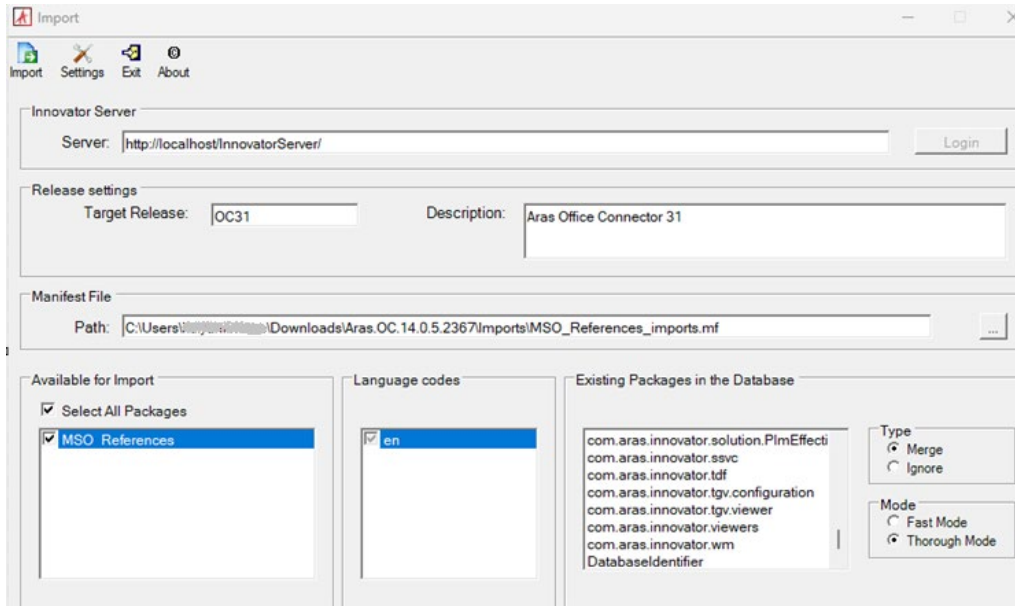 Import
Import Settings Exit About
Innovator Server
Server: http://localhost/InnovatorServer/ Login
Release settings
Target Release: OC31 Description: Aras Office Connector 31
Manifest File
Path: C:\Users\ \Downloads\Aras.OC.14.0.5.2367\Imports\MSO_References_imports.mf ...
Available for Import
Select All Packages
MSO_References
Language codes
en
Existing Packages in the Database
com.aras.innovator.solution.PlmEffecti
com.aras.innovator.ssvc
com.aras.innovator.tdf
com.aras.innovator.tgv.configuration
com.aras.innovator.tgv.viewer
com.aras.innovator.viewers
com.aras.innovator.wm
DatabaseIdentifier
Type
Merge
Ignore
Mode
Fast Mode
Thorough Mode